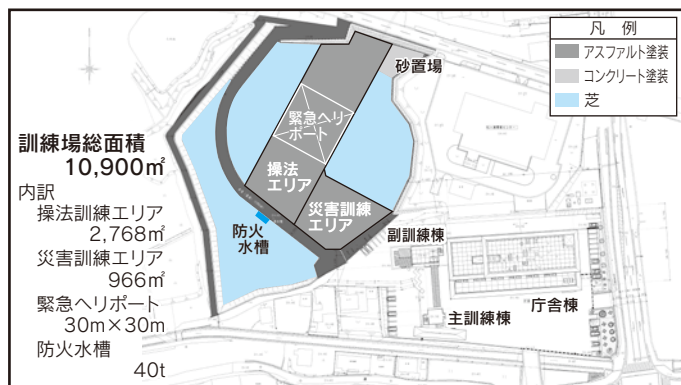 凡 例
アスファルト塗装
コンクリート塗装
芝
砂置場
緊急ヘリ
ポート
操法
エリア
災害訓練
エリア
防火
水槽
副訓練棟
主訓練棟
庁舎棟
訓練場総面積
10,900㎡
内訳
操法訓練エリア
2,768㎡
災害訓練エリア
966㎡
緊急ヘリポート
30m×30m
防火水槽
40t